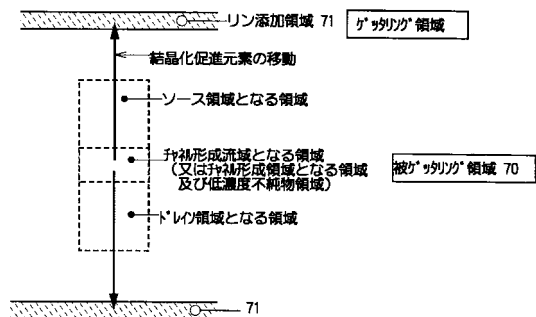 リン添加領域 71 ゲッタリング領域
結晶化促進元素の移動
ソース領域となる領域
チャネル形成流域となる領域
(又はチャネル形成領域となる領域
及び低濃度不純物領域)
被ゲッタリング領域 70
ドレイン領域となる領域
71